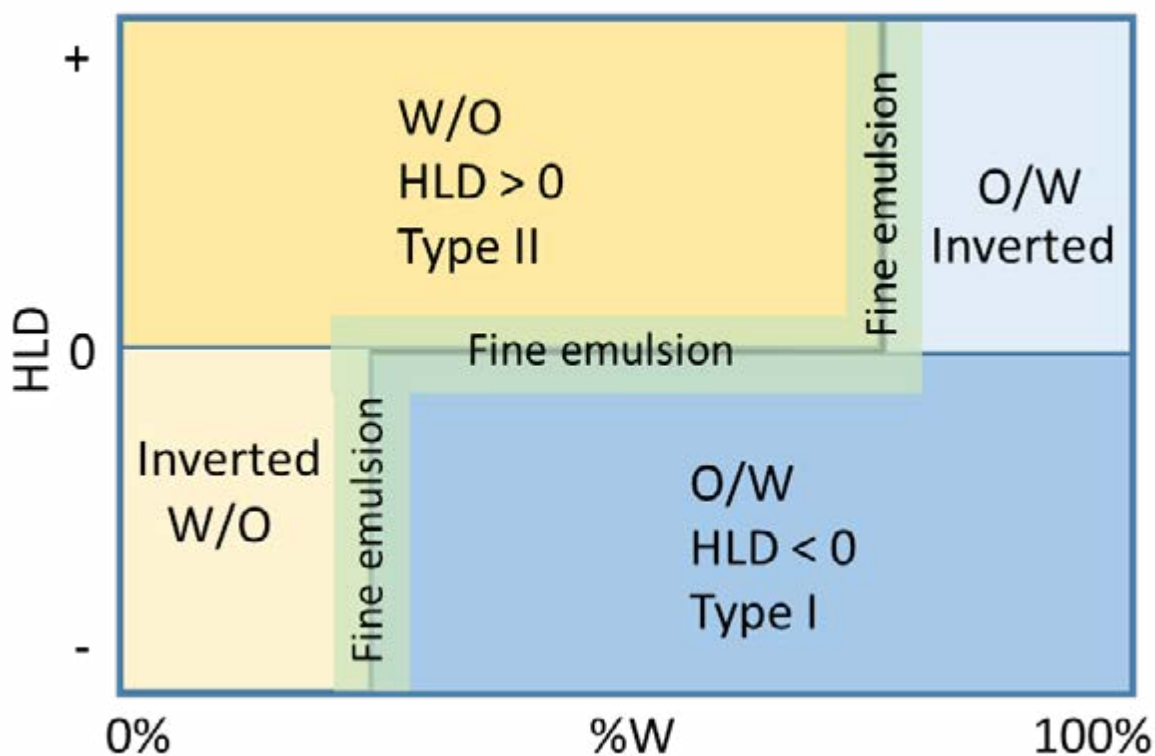 +
W/O
HLD > 0
Type II
Fine emulsion
O/W
Inverted
HLD
0
Fine emulsion
Inverted
W/O
Fine emulsion
O/W
HLD < 0
Type I
-
0%
%W
100%